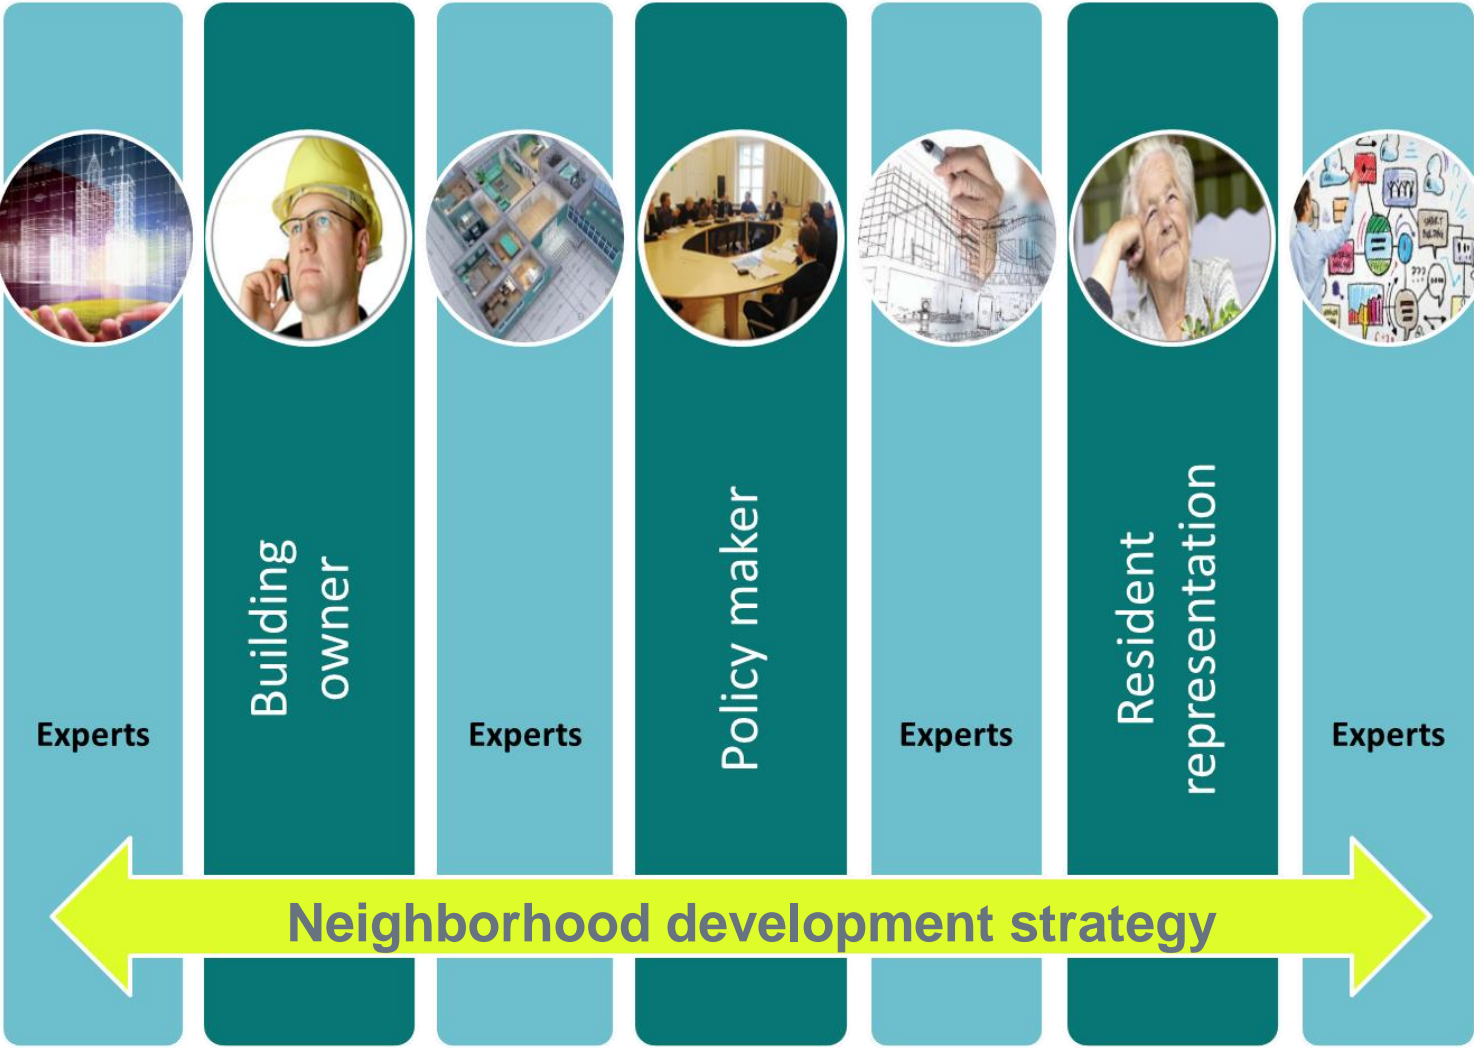 Experts
Building
owner
Experts
Policy maker
Experts
Resident
representation
Experts
Neighborhood development strategy